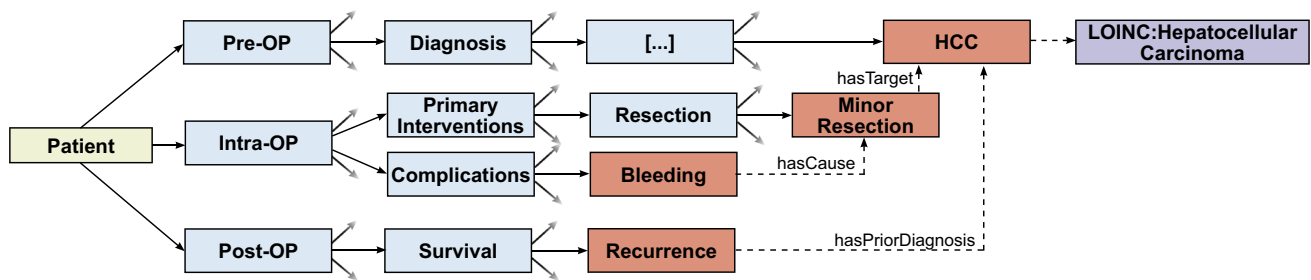 Pre-OP
Diagnosis
[...]
HCC
LOINC:Hepatocellular
Carcinoma
hasTarget
Patient
Intra-OP
Primary
Interventions
Resection
Minor
Resection
Complications
Bleeding
hasCause
Post-OP
Survival
Recurrence
hasPriorDiagnosis